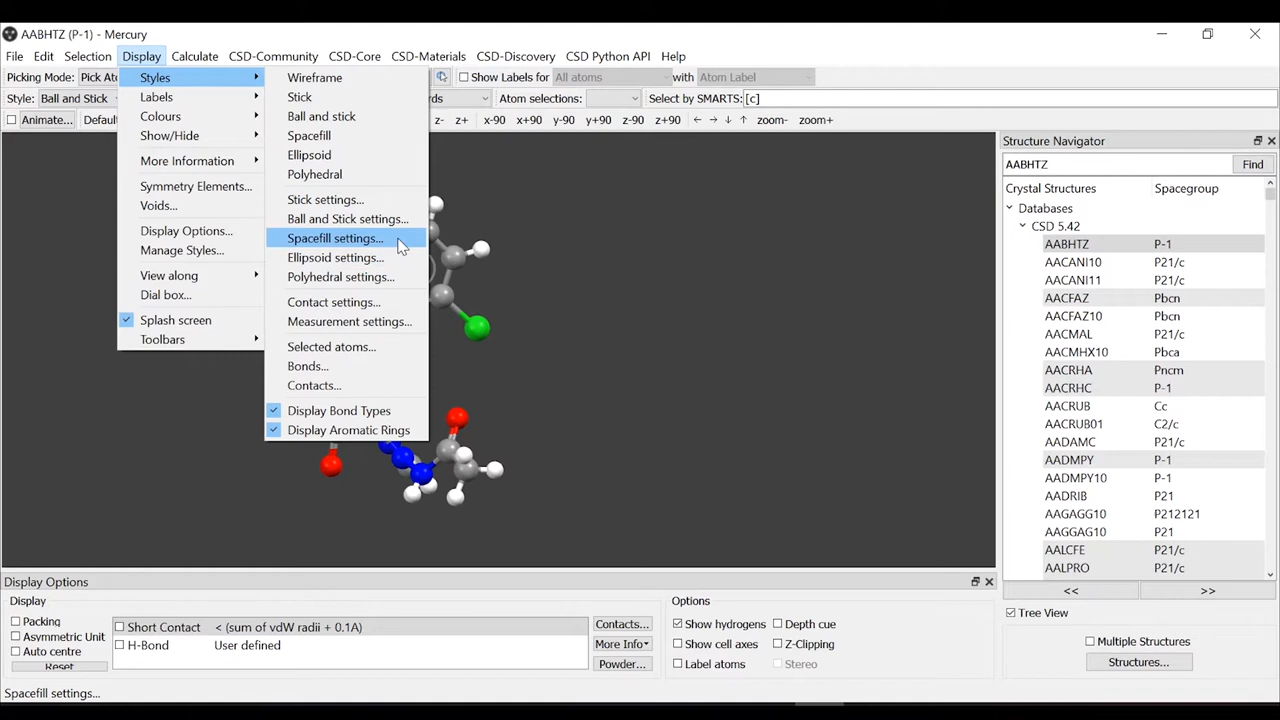 AABHTZ (P-1) - Mercury
File Edit Selection Display Calculate CSD-Community CSD-Core CSD-Materials CSD-Discovery CSD Python API Help
Picking Mode: Pick Show Labels for All atoms with Atom Label
Style: Ball and Stick Atom selections: Select by SMARTS: [c]
Animate... z- z+ x-90 x+90 y-90 y+90 z-90 z+90 ← → ↓ ↑ zoom- zoom+
Styles
Labels
Colours
Show/Hide
More Information
Symmetry Elements...
Voids...
Display Options...
Manage Styles...
View along
Dial box...
Splash screen
Toolbars
Wireframe
Stick
Ball and stick
Spacefill
Ellipsoid
Polyhedral
Stick settings...
Ball and Stick settings...
Spacefill settings...
Ellipsoid settings...
Polyhedral settings...
Contact settings...
Measurement settings...
Selected atoms...
Bonds...
Contacts...
Display Bond Types
Display Aromatic Rings
Structure Navigator
AABHTZ Find
Crystal Structures Spacegroup
Databases
CSD 5.42
AABHTZ P-1
AACANI10 P21/c
AACANI11 P21/c
AACFAZ Pbcn
AACFAZ10 Pbcn
AACMAL P21/c
AACMHX10 Pbca
AACRHA Pncm
AACRHC P-1
AACRUB Cc
AACRUB01 C2/c
AADAMC P21/c
AADMPY P-1
AADMPY10 P-1
AADRIB P21
AAGAGG10 P212121
AAGGAG10 P21
AALCFE P21/c
AALPRO P21/c
<< >>
Tree View
Multiple Structures
Structures...
Display Options
Display
Packing
Asymmetric Unit
Auto centre
Reset
Short Contact < (sum of vdW radii + 0.1A)
H-Bond User defined
Contacts...
More Info
Powder...
Options
Show hydrogens Depth cue
Show cell axes Z-Clipping
Label atoms Stereo
Spacefill settings...